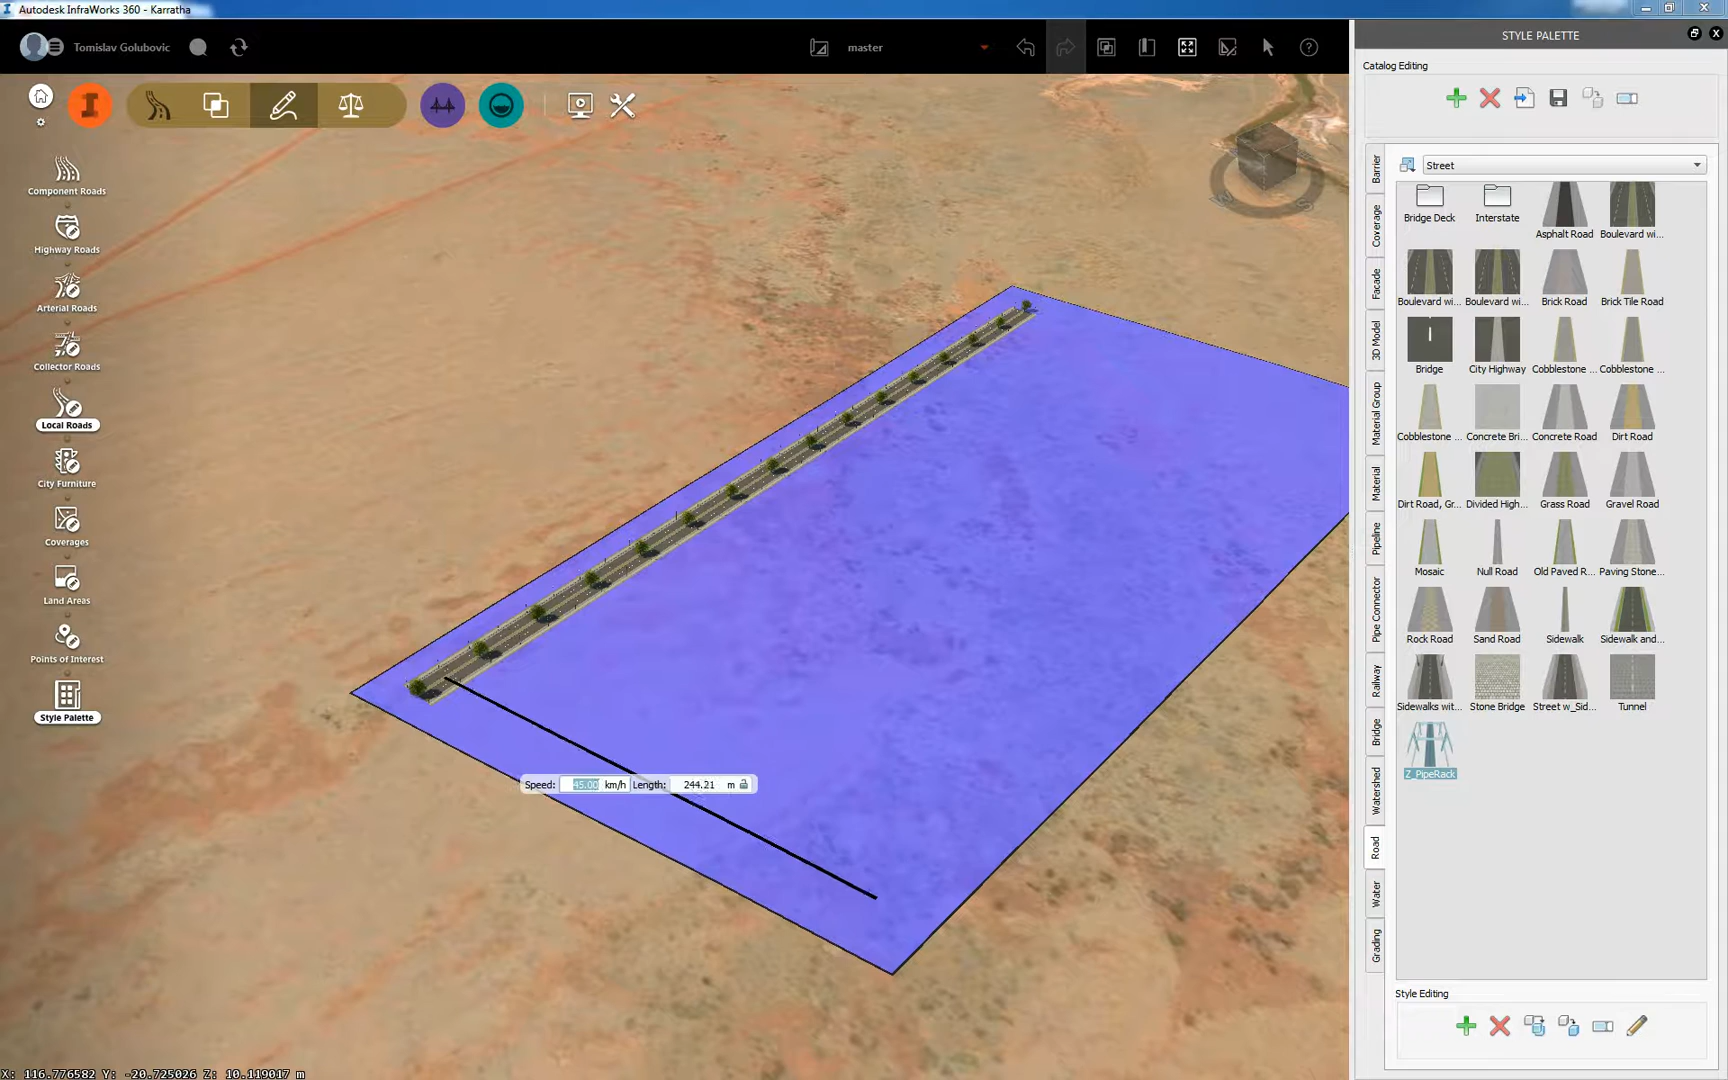 Autodesk InfraWorks 360 - Karratha
Tomislav Golubovic
master
STYLE PALETTE
Catalog Editing
Component Roads
Highway Roads
Arterial Roads
Collector Roads
Local Roads
City Furniture
Coverages
Land Areas
Points of Interest
Style Palette
Speed: 45.00 km/h Length: 244.21 m
X: 116.776582 Y: -20.725026 Z: 10.119017 m
Barrier
Coverage
Facade
3D Model
Material Group
Material
Pipeline
Pipe Connector
Railway
Bridge
Watershed
Road
Water
Grading
Street
Bridge Deck Interstate Asphalt Road Boulevard wi...
Boulevard wi... Boulevard wi... Brick Road Brick Tile Road
Bridge City Highway Cobblestone ... Cobblestone ...
Cobblestone ... Concrete Bri... Concrete Road Dirt Road
Dirt Road, Gr... Divided High... Grass Road Gravel Road
Mosaic Null Road Old Paved R... Paving Stone...
Rock Road Sand Road Sidewalk Sidewalk and...
Sidewalks wit... Stone Bridge Street w_Sid... Tunnel
Z_PipeRack
Style Editing